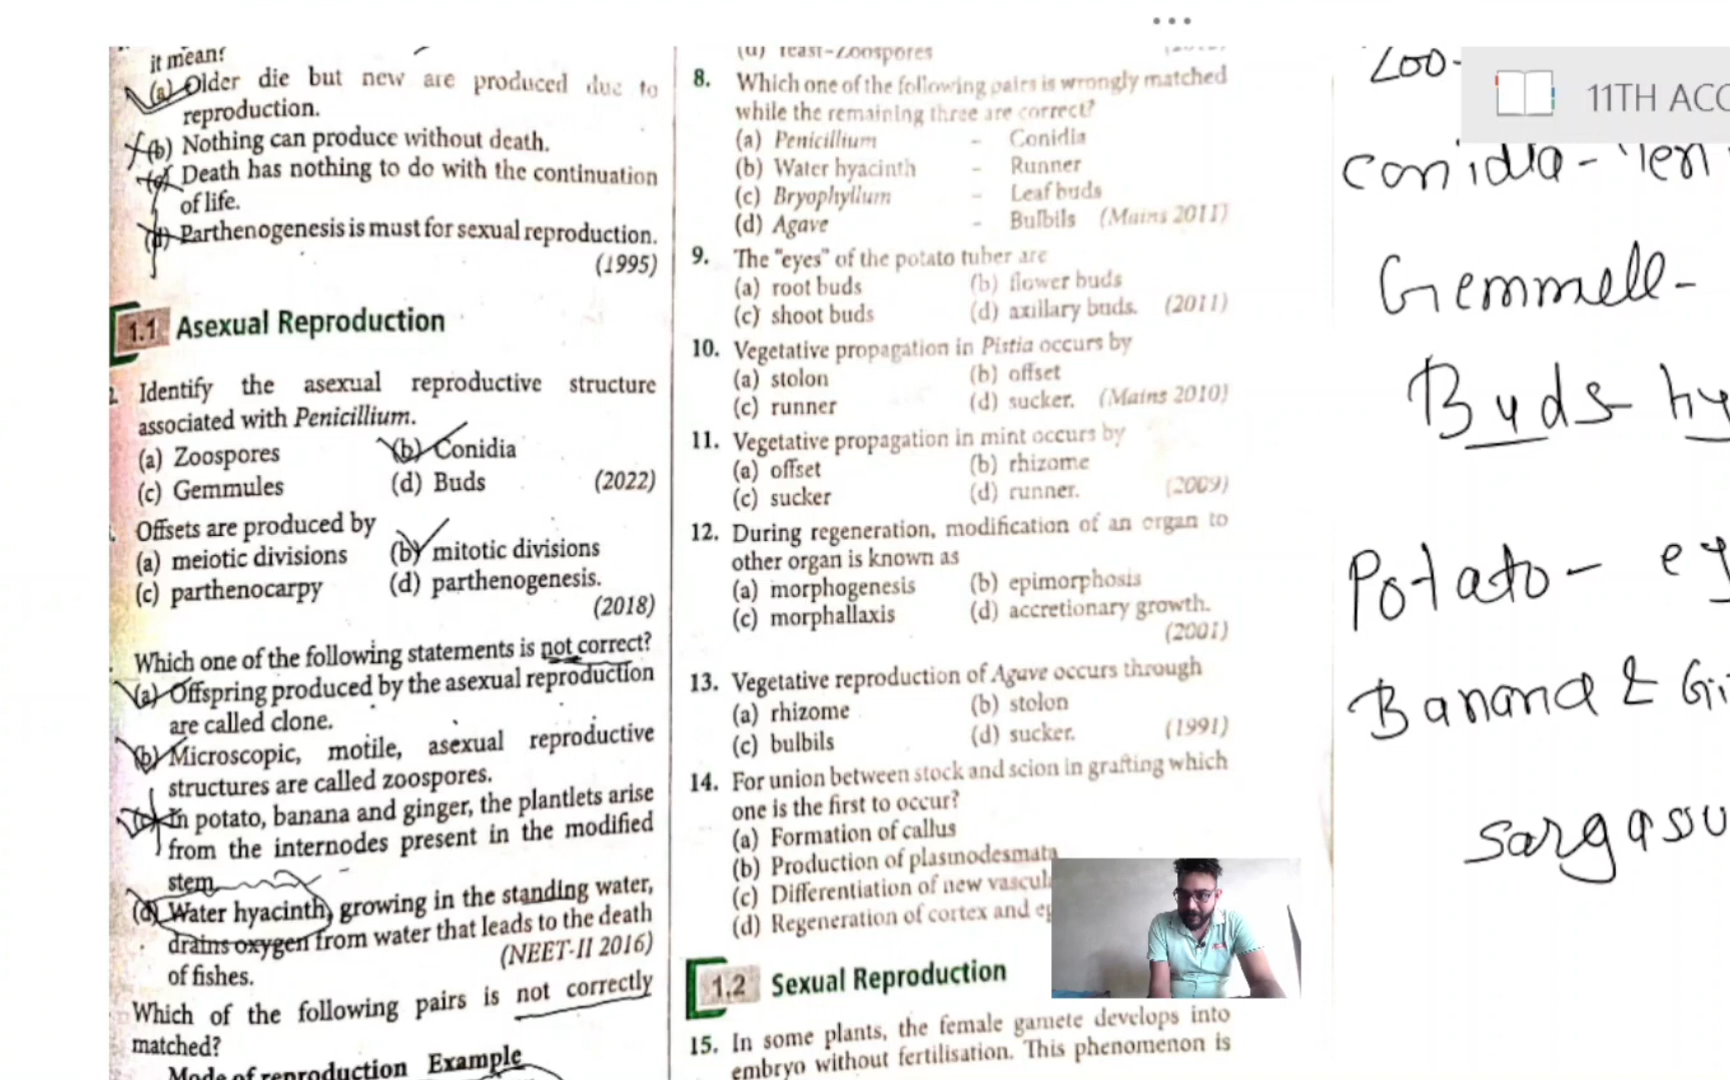 it mean?
(a) Older die but new are produced due to
reproduction.
(b) Nothing can produce without death.
(c) Death has nothing to do with the continuation
of life.
(d) Parthenogenesis is must for sexual reproduction.
(1995)
1.1 Asexual Reproduction
Identify the asexual reproductive structure
associated with Penicillium.
(a) Zoospores (b) Conidia
(c) Gemmules (d) Buds (2022)
Offsets are produced by
(a) meiotic divisions (b) mitotic divisions
(c) parthenocarpy (d) parthenogenesis.
(2018)
Which one of the following statements is not correct?
(a) Offspring produced by the asexual reproduction
are called clone.
(b) Microscopic, motile, asexual reproductive
structures are called zoospores.
(c) In potato, banana and ginger, the plantlets arise
from the internodes present in the modified
stem
(d) Water hyacinth, growing in the standing water,
drains oxygen from water that leads to the death
of fishes. (NEET-II 2016)
Which of the following pairs is not correctly
matched?
Mode of reproduction Example
(d) Yeast-Zoospores
8. Which one of the following pairs is wrongly matched
while the remaining three are correct?
(a) Penicillium - Conidia
(b) Water hyacinth - Runner
(c) Bryophyllum - Leaf buds
(d) Agave - Bulbils (Mains 2011)
9. The "eyes" of the potato tuber are
(a) root buds (b) flower buds
(c) shoot buds (d) axillary buds. (2011)
10. Vegetative propagation in Pistia occurs by
(a) stolon (b) offset
(c) runner (d) sucker. (Mains 2010)
11. Vegetative propagation in mint occurs by
(a) offset (b) rhizome
(c) sucker (d) runner. (2009)
12. During regeneration, modification of an organ to
other organ is known as
(a) morphogenesis (b) epimorphosis
(c) morphallaxis (d) accretionary growth.
(2001)
13. Vegetative reproduction of Agave occurs through
(a) rhizome (b) stolon
(c) bulbils (d) sucker. (1991)
14. For union between stock and scion in grafting which
one is the first to occur?
(a) Formation of callus
(b) Production of plasmodesmata
(c) Differentiation of new
(d) Regeneration of cortex and
1.2 Sexual Reproduction
15. In some plants, the female gamete develops into
embryo without fertilisation. This phenomenon is
Zoo-
11TH ACC
Conidia -
Gemmell -
Buds - hy
Potato -
Banana &
Sargassu